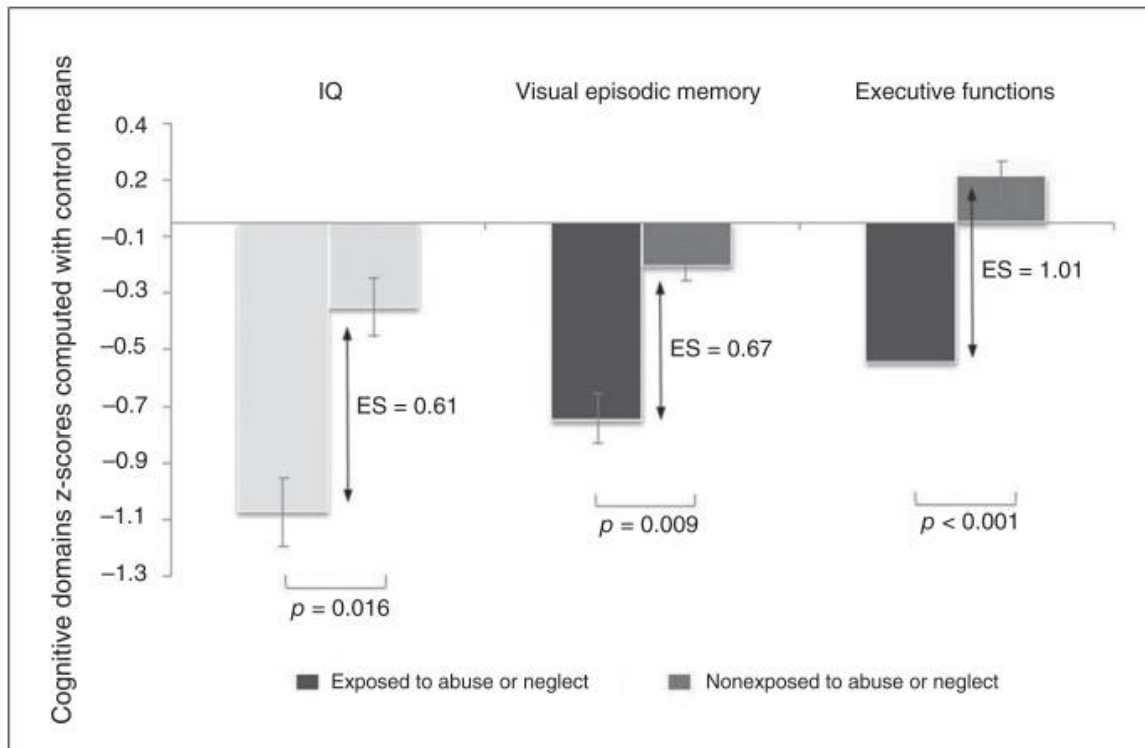 Cognitive domains z-scores computed with control means
IQ
Visual episodic memory
Executive functions
0.4
0.2
–0.1
–0.3
–0.5
–0.7
–0.9
–1.1
–1.3
ES = 0.61
ES = 0.67
ES = 1.01
p = 0.016
p = 0.009
p < 0.001
Exposed to abuse or neglect
Nonexposed to abuse or neglect